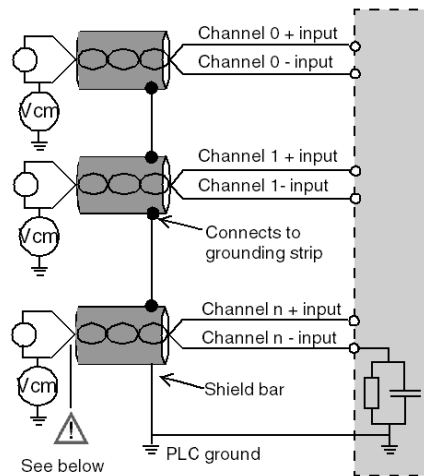 Channel 0 + input
Channel 0 - input
Vcm
Channel 1 + input
Channel 1- input
Vcm
Connects to
grounding strip
Channel n + input
Channel n - input
Vcm
Shield bar
PLC ground
See below